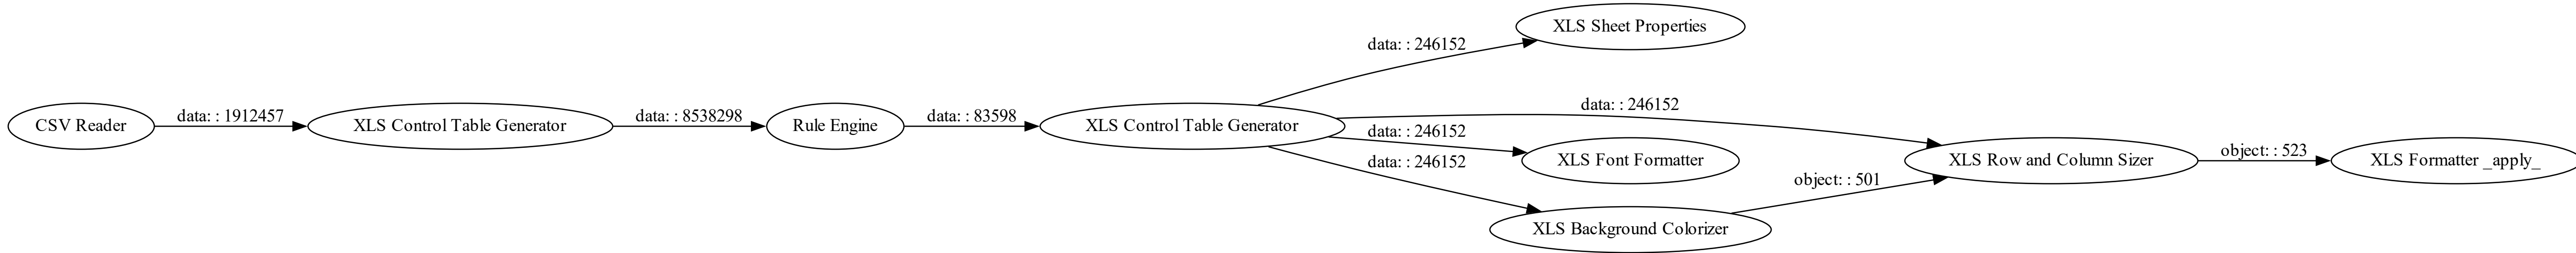 CSV Reader
data: : 1912457
XLS Control Table Generator
data: : 8538298
Rule Engine
data: : 83598
XLS Control Table Generator
data: : 246152
XLS Sheet Properties
data: : 246152
data: : 246152
XLS Font Formatter
data: : 246152
XLS Background Colorizer
object: : 501
XLS Row and Column Sizer
object: : 523
XLS Formatter _apply_